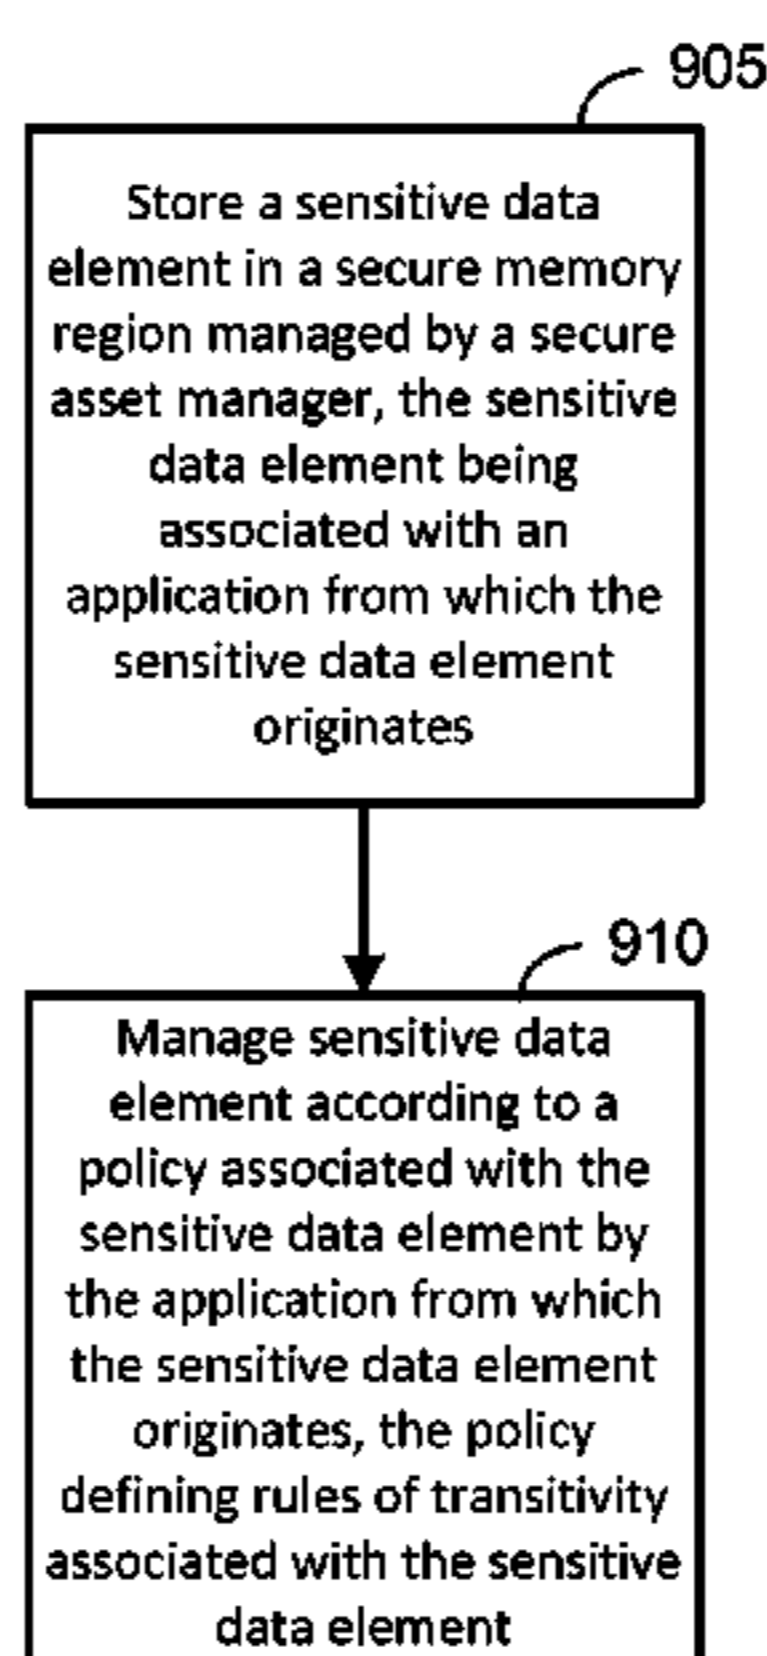 905
Store a sensitive data
element in a secure memory
region managed by a secure
asset manager, the sensitive
data element being
associated with an
application from which the
sensitive data element
originates
910
Manage sensitive data
element according to a
policy associated with the
sensitive data element by
the application from which
the sensitive data element
originates, the policy
defining rules of transitivity
associated with the sensitive
data element